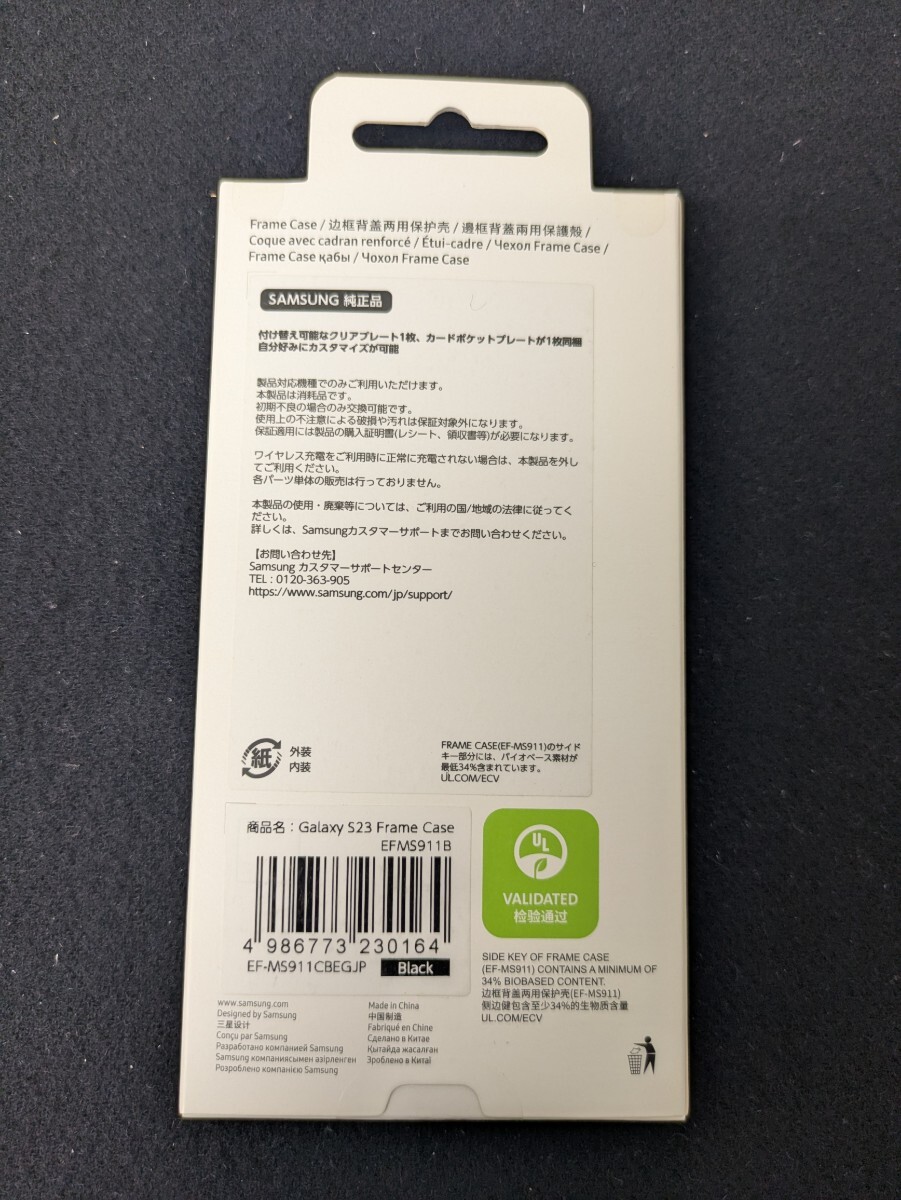 Frame Case / 边框背盖两用保护壳 / 邊框背蓋兩用保護殼 /
Coque avec cadran renforcé / Étui-cadre / Чехол Frame Case /
Frame Case қабы / Чохол Frame Case
SAMSUNG 純正品
付け替え可能なクリアプレート1枚、カードポケットプレートが1枚同梱
自分好みにカスタマイズが可能
製品対応機種でのみご利用いただけます。
本製品は消耗品です。
初期不良の場合のみ交換可能です。
使用上の不注意による破損や汚れは保証対象外になります。
保証適用には製品の購入証明書(レシート、領収書等)が必要になります。
ワイヤレス充電をご利用時に正常に充電されない場合は、本製品を外し
てご利用ください。
各パーツ単体の販売は行っておりません。
本製品の使用・廃棄等については、ご利用の国/地域の法律に従ってく
ださい。
詳しくは、Samsungカスタマーサポートまでお問い合わせください。
【お問い合わせ先】
Samsung カスタマーサポートセンター
TEL : 0120-363-905
https://www.samsung.com/jp/support/
紙
外装
内装
FRAME CASE(EF-MS911)のサイド
キー部分には、バイオベース素材が
最低34%含まれています。
UL.COM/ECV
商品名 : Galaxy S23 Frame Case
EFMS911B
4 986773 230164
EF-MS911CBEGJP Black
UL
VALIDATED
检验通过
SIDE KEY OF FRAME CASE
(EF-MS911) CONTAINS A MINIMUM OF
34% BIOBASED CONTENT.
边框背盖两用保护壳(EF-MS911)
侧边键包含至少34%的生物质含量
UL.COM/ECV
www.samsung.com
Designed by Samsung
三星设计
Conçu par Samsung
Разработано компанией Samsung
Samsung компаниясымен әзірленген
Розроблено компанією Samsung
Made in China
中国制造
Fabriqué en Chine
Сделано в Китае
Қытайда жасалған
Зроблено в Китаї